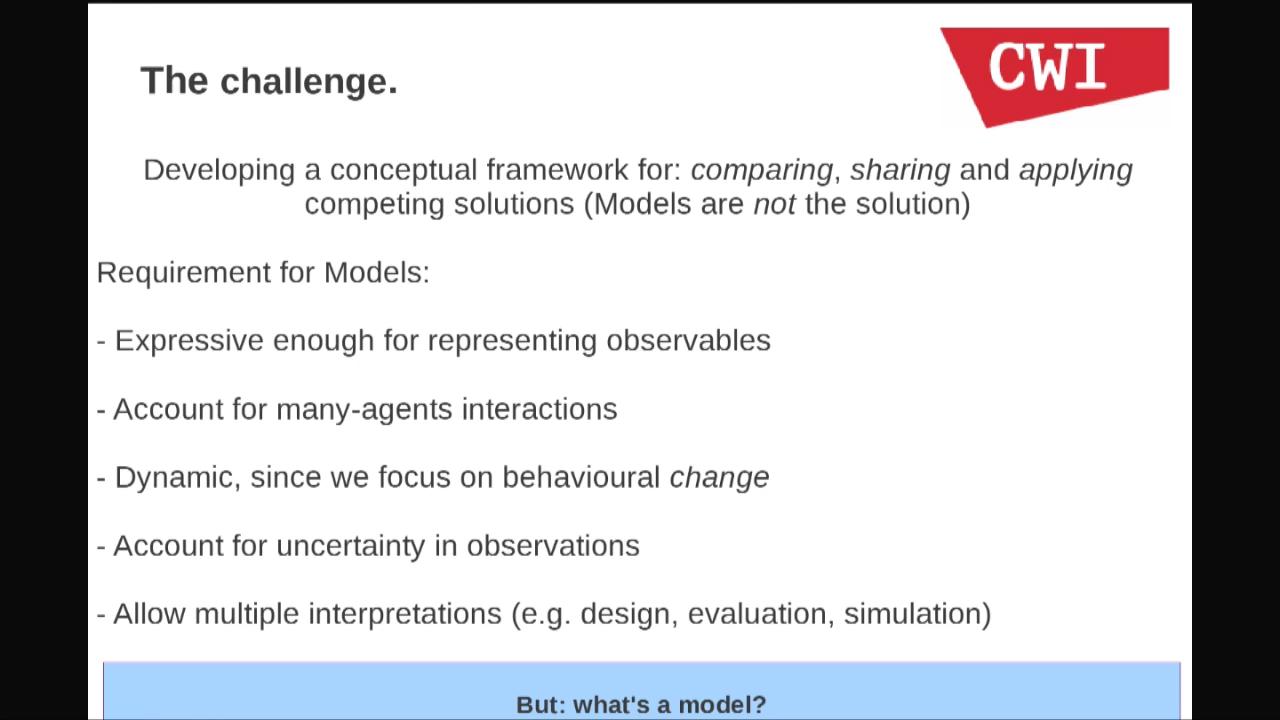 The challenge.
CWI
Developing a conceptual framework for: comparing, sharing and applying
competing solutions (Models are not the solution)
Requirement for Models:
- Expressive enough for representing observables
- Account for many-agents interactions
- Dynamic, since we focus on behavioural change
- Account for uncertainty in observations
- Allow multiple interpretations (e.g. design, evaluation, simulation)
But: what's a model?